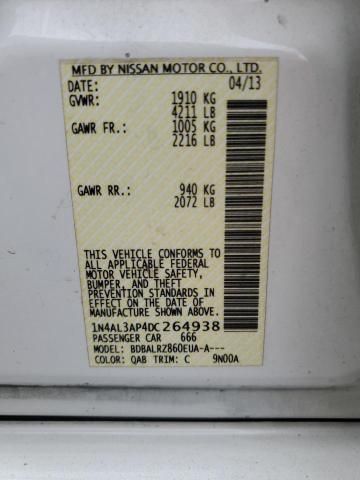 MFD BY NISSAN MOTOR CO., LTD.
DATE: 04/13
GVWR: 1910 KG
4211 LB
GAWR FR.: 1005 KG
2216 LB
GAWR RR.: 940 KG
2072 LB
THIS VEHICLE CONFORMS TO
ALL APPLICABLE FEDERAL
MOTOR VEHICLE SAFETY,
BUMPER, AND THEFT
PREVENTION STANDARDS
IN EFFECT ON THE DATE
OF MANUFACTURE
SHOWN ABOVE.
1N4AL3AP4DC264938
PASSENGER CAR 666
MODEL: BDBALRZ860EUA-A---
COLOR: QAB TRIM: C 9N00A